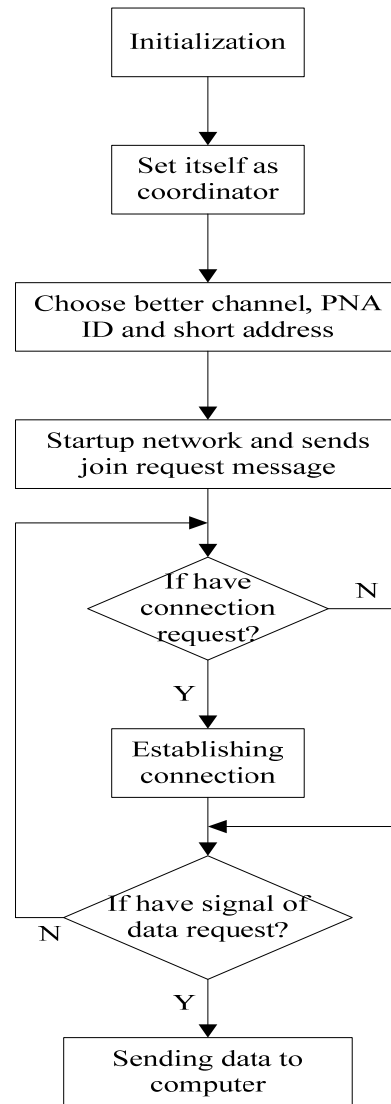 Initialization
Set itself as
coordinator
Choose better channel, PNA
ID and short address
Startup network and sends
join request message
If have
connection
request?
N
Y
Establishing
connection
If have signal of
data request?
N
Y
Sending data to
computer